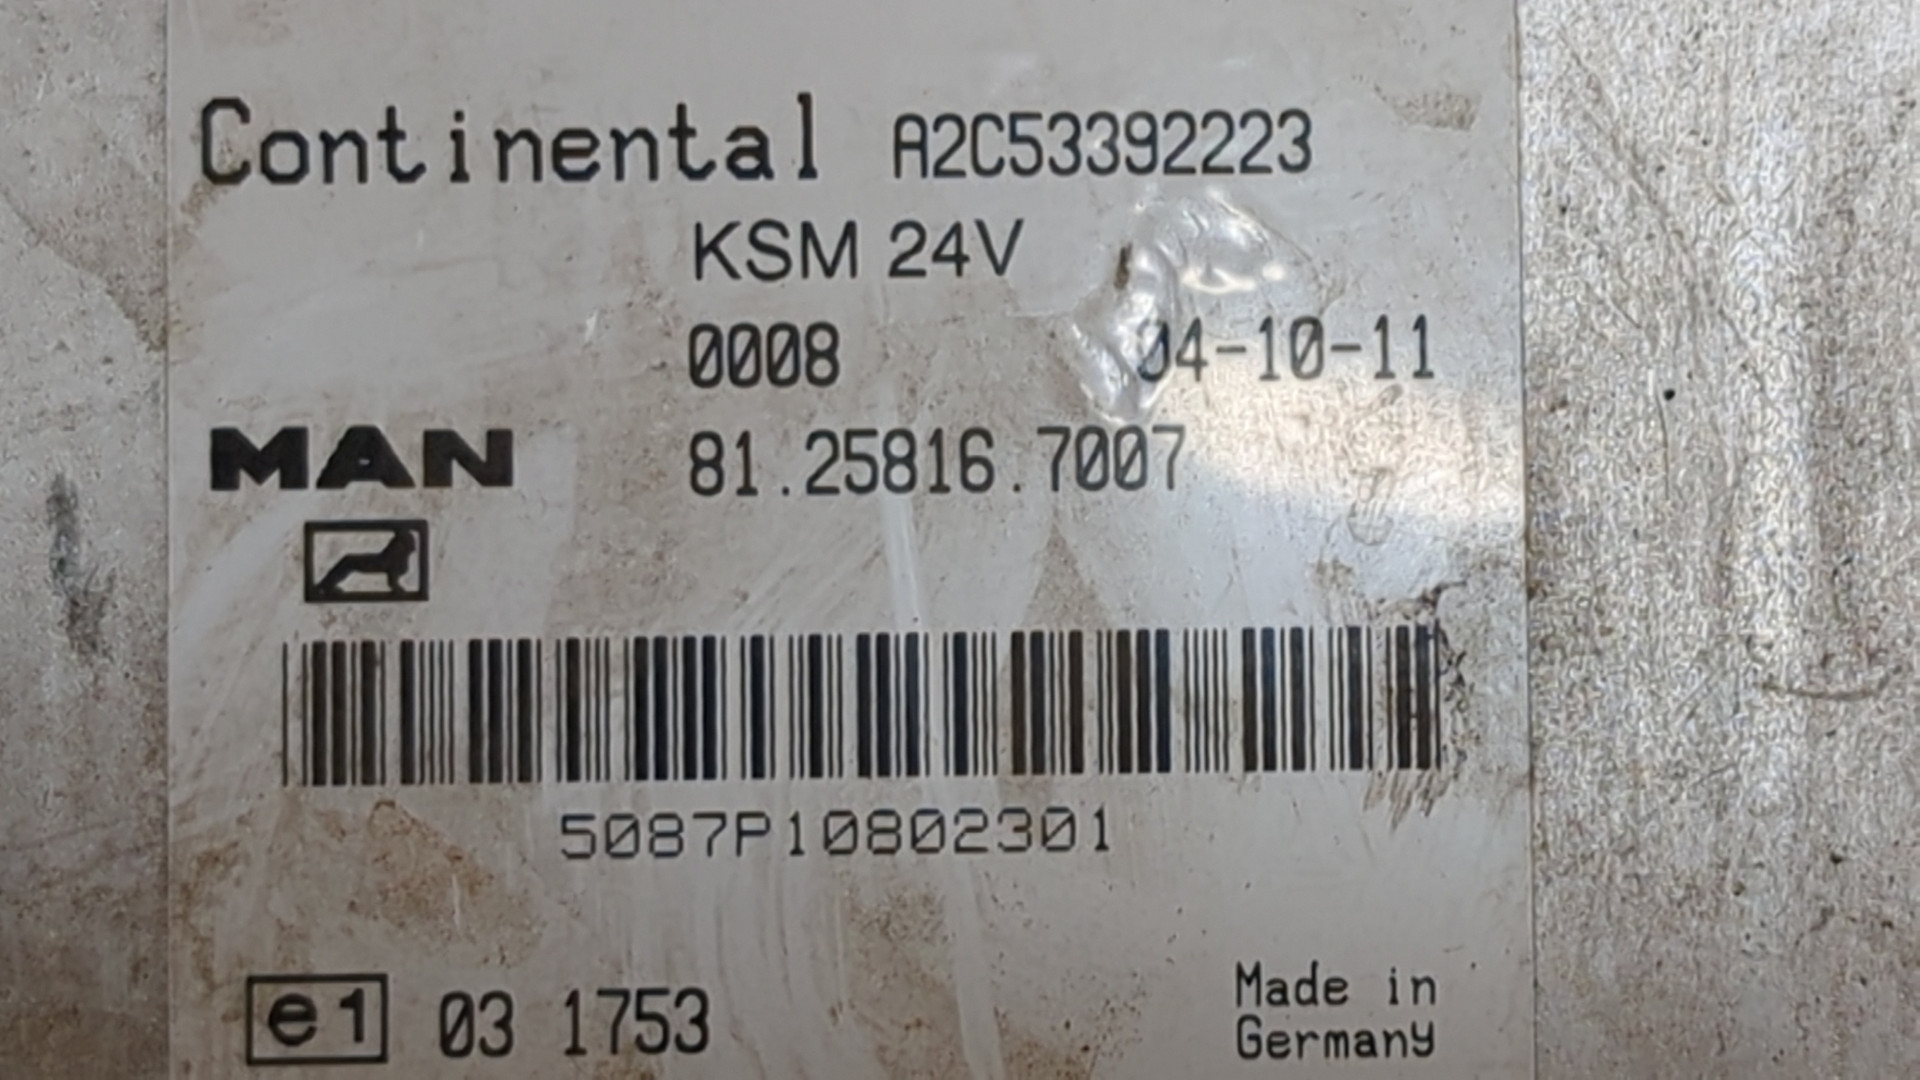 Continental A2C53392223
KSM 24V
0008 04-10-11
MAN 81.25816.7007
5087P10802301
e1 03 1753
Made in
Germany